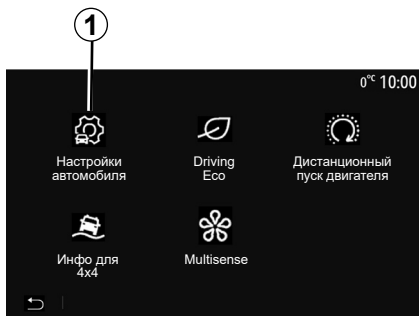 1
0°C 10:00
Настройки
автомобиля
Driving
Eco
Дистанционный
пуск двигателя
Инфо для
4x4
Multisense